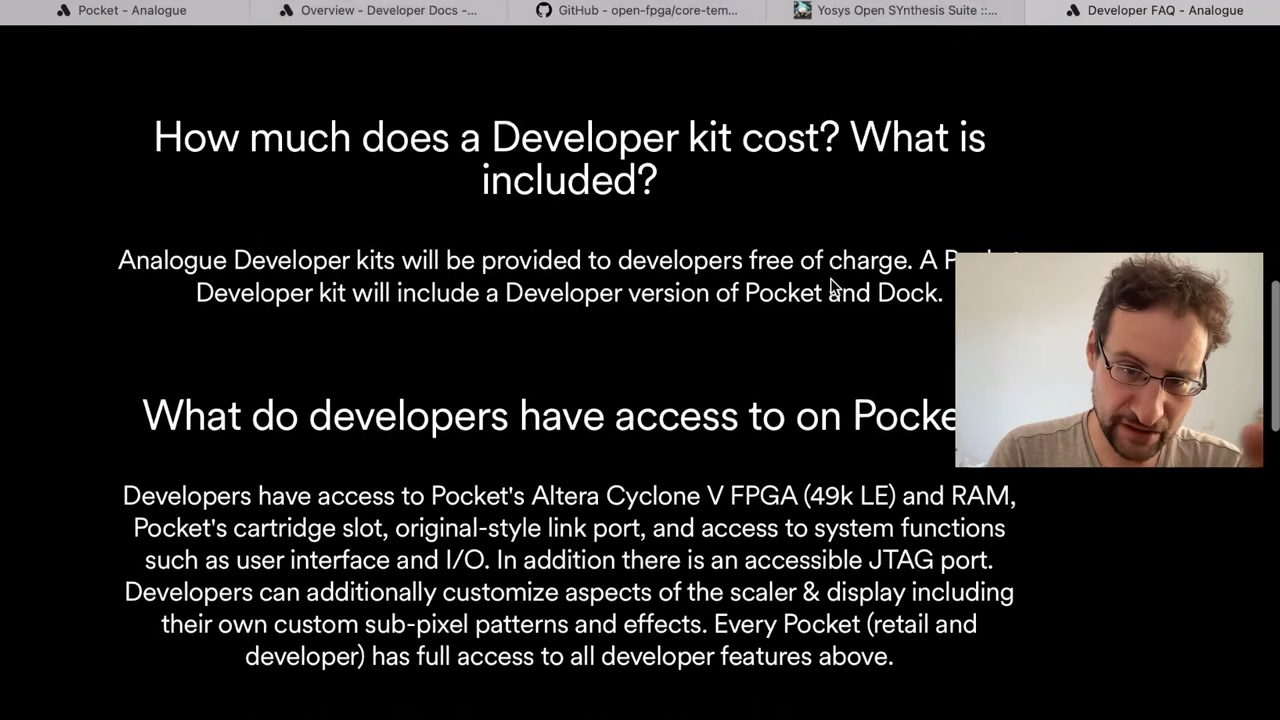 Pocket - Analogue
Overview - Developer Docs -...
GitHub - open-fpga/core-tem...
Yosys Open SYnthesis Suite ::...
Developer FAQ - Analogue
How much does a Developer kit cost? What is
included?
Analogue Developer kits will be provided to developers free of charge. A
Developer kit will include a Developer version of Pocket and Dock.
What do developers have access to on
Developers have access to Pocket's Altera Cyclone V FPGA (49k LE) and RAM,
Pocket's cartridge slot, original-style link port, and access to system functions
such as user interface and I/O. In addition there is an accessible JTAG port.
Developers can additionally customize aspects of the scaler & display including
their own custom sub-pixel patterns and effects. Every Pocket (retail and
developer) has full access to all developer features above.